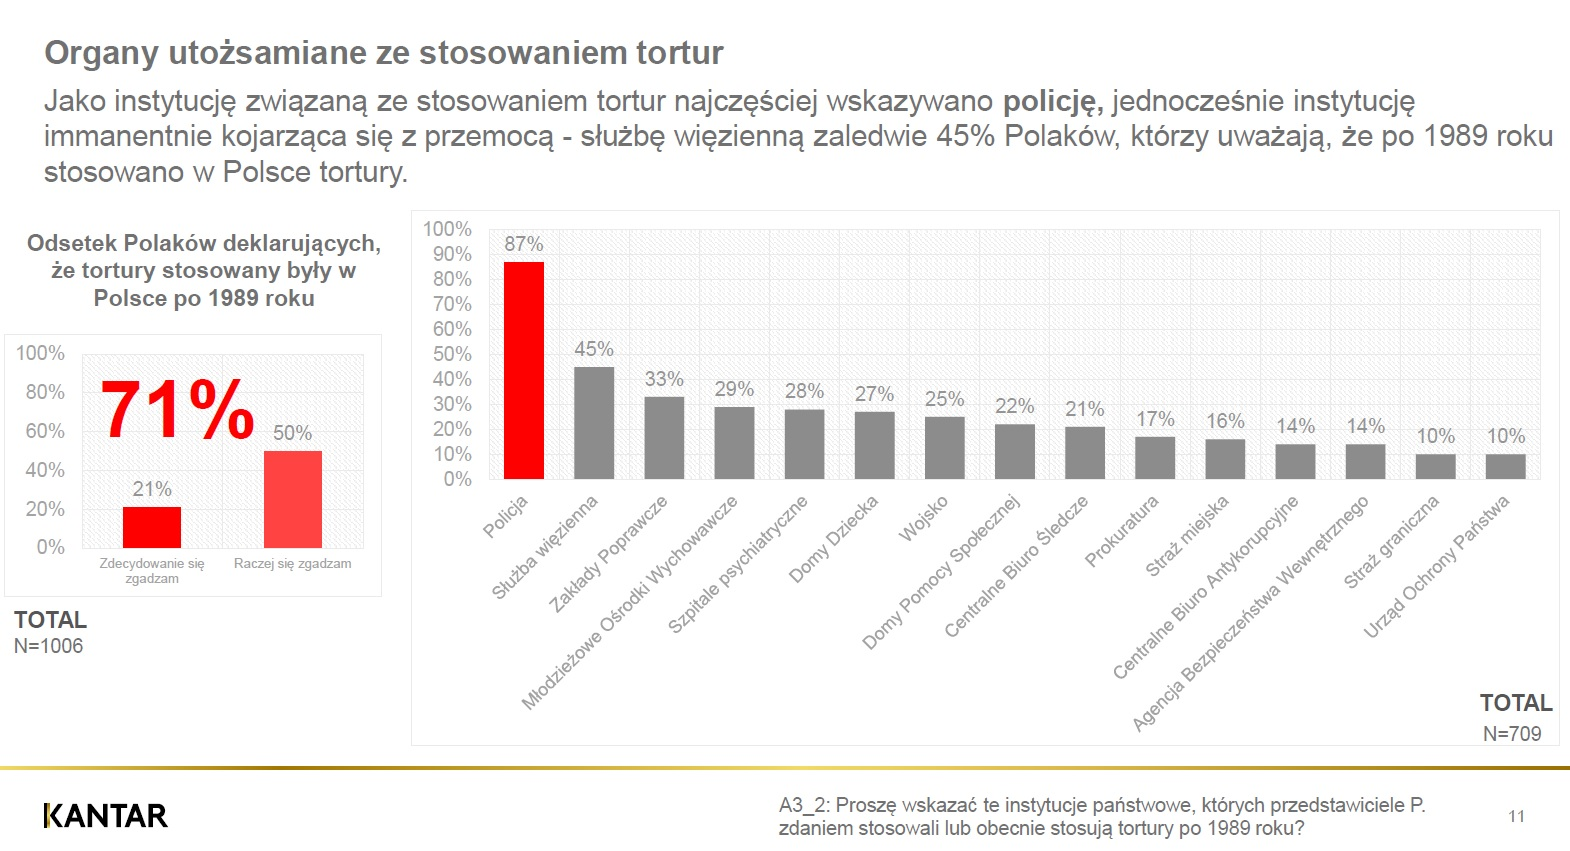 Organy utożsamiane ze stosowaniem tortur
Jako instytucję związaną ze stosowaniem tortur najczęściej wskazywano policję, jednocześnie instytucję
immanentnie kojarząca się z przemocą - służbę więzienną zaledwie 45% Polaków, którzy uważają, że po 1989 roku
stosowano w Polsce tortury.
Odsetek Polaków deklarujących,
że tortury stosowany były w
Polsce po 1989 roku
100%
80%
60%
40%
20%
0%
71%
21%
50%
Zdecydowanie się
zgadzam
Raczej się zgadzam
TOTAL
N=1006
100%
90%
80%
70%
60%
50%
40%
30%
20%
10%
0%
87%
45%
33%
29%
28%
27%
25%
22%
21%
17%
16%
14%
14%
10%
10%
Policja
Służba więzienna
Zakłady Poprawcze
Młodzieżowe Ośrodki Wychowawcze
Szpitale psychiatryczne
Domy Dziecka
Wojsko
Domy Pomocy Społecznej
Centralne Biuro Śledcze
Prokuratura
Straż miejska
Centralne Biuro Antykorupcyjne
Agencja Bezpieczeństwa Wewnętrznego
Straż graniczna
Urząd Ochrony Państwa
TOTAL
N=709
KANTAR
A3_2: Proszę wskazać te instytucje państwowe, których przedstawiciele P.
zdaniem stosowali lub obecnie stosują tortury po 1989 roku?
11